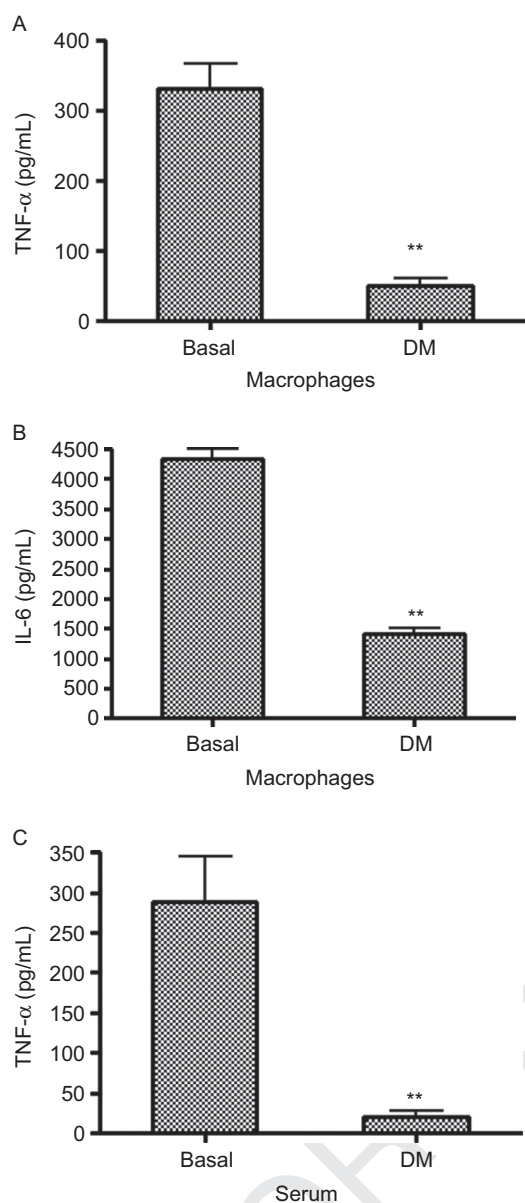 A
400
300
200
100
0
TNF-α (pg/mL)
**
Basal DM
Macrophages
B
4500
4000
3500
3000
2500
2000
1500
1000
500
0
IL-6 (pg/mL)
**
Basal DM
Macrophages
C
350
300
250
200
150
100
50
0
TNF-α (pg/mL)
**
Basal DM
Serum